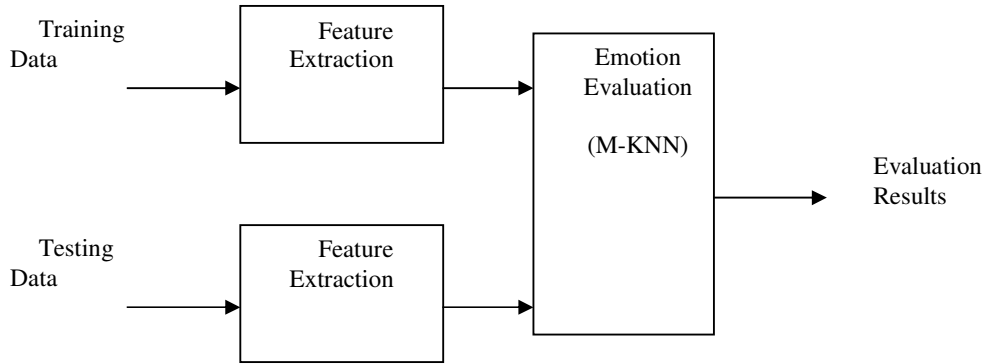 Training
Data
Feature
Extraction
Emotion
Evaluation
(M-KNN)
Evaluation
Results
Testing
Data
Feature
Extraction